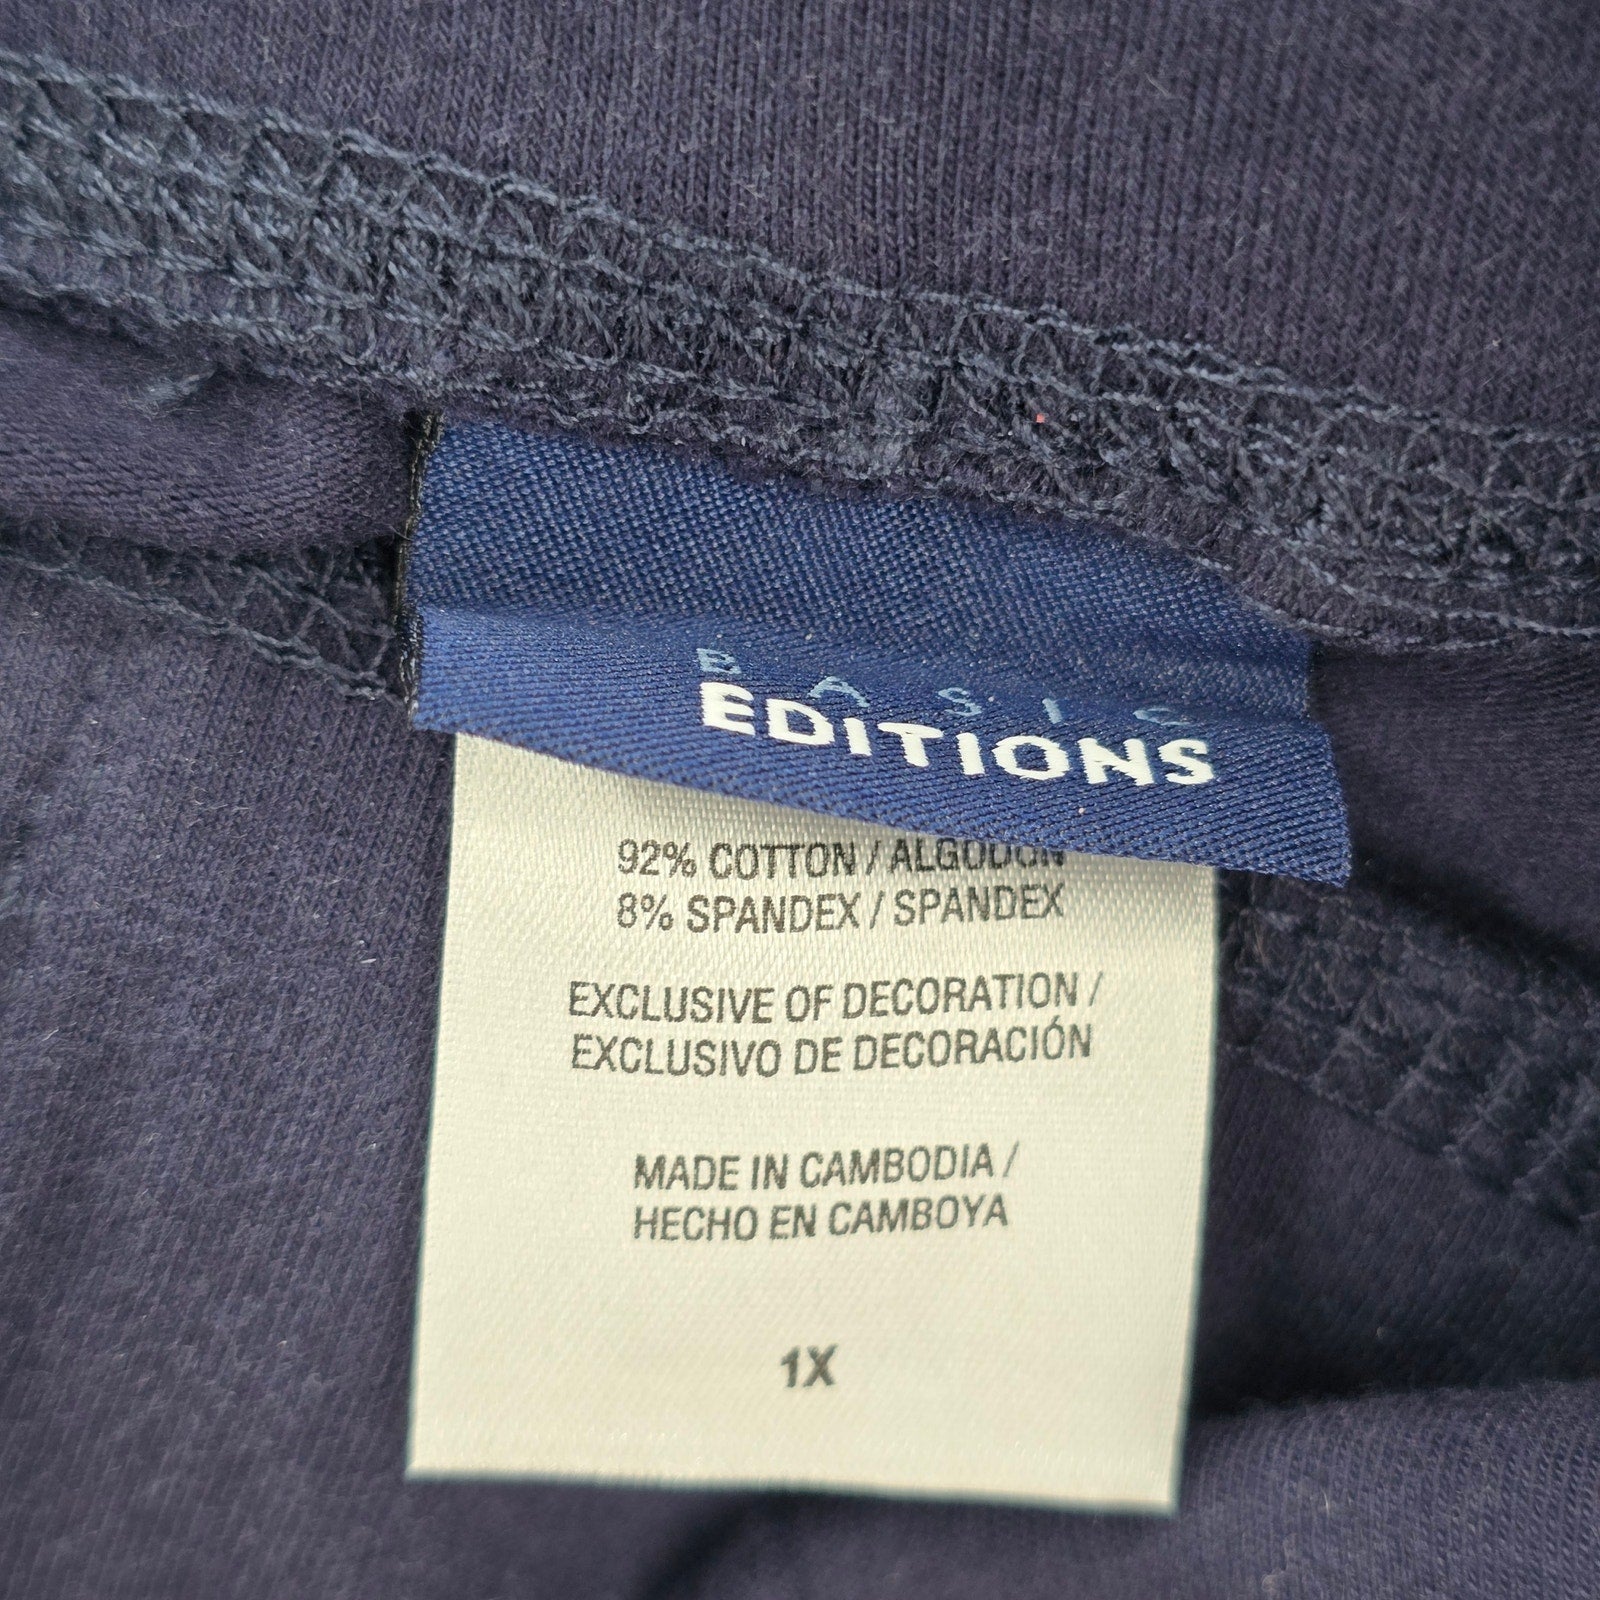 BASIC
EDITIONS
92% COTTON / ALGODON
8% SPANDEX / SPANDEX
EXCLUSIVE OF DECORATION /
EXCLUSIVO DE DECORACIÓN
MADE IN CAMBODIA /
HECHO EN CAMBOYA
1X